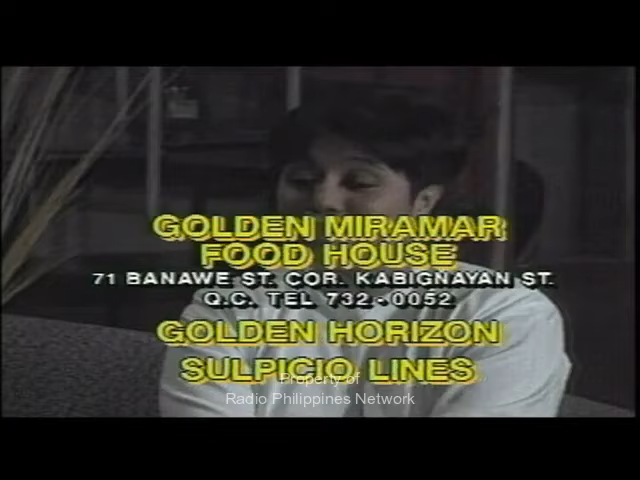 GOLDEN MIRAMAR
FOOD HOUSE
71 BANAWE ST. COR. KABIGNAYAN ST.
Q.C. TEL 732-0052
GOLDEN HORIZON
SULPICIO LINES
Property of
Radio Philippines Network